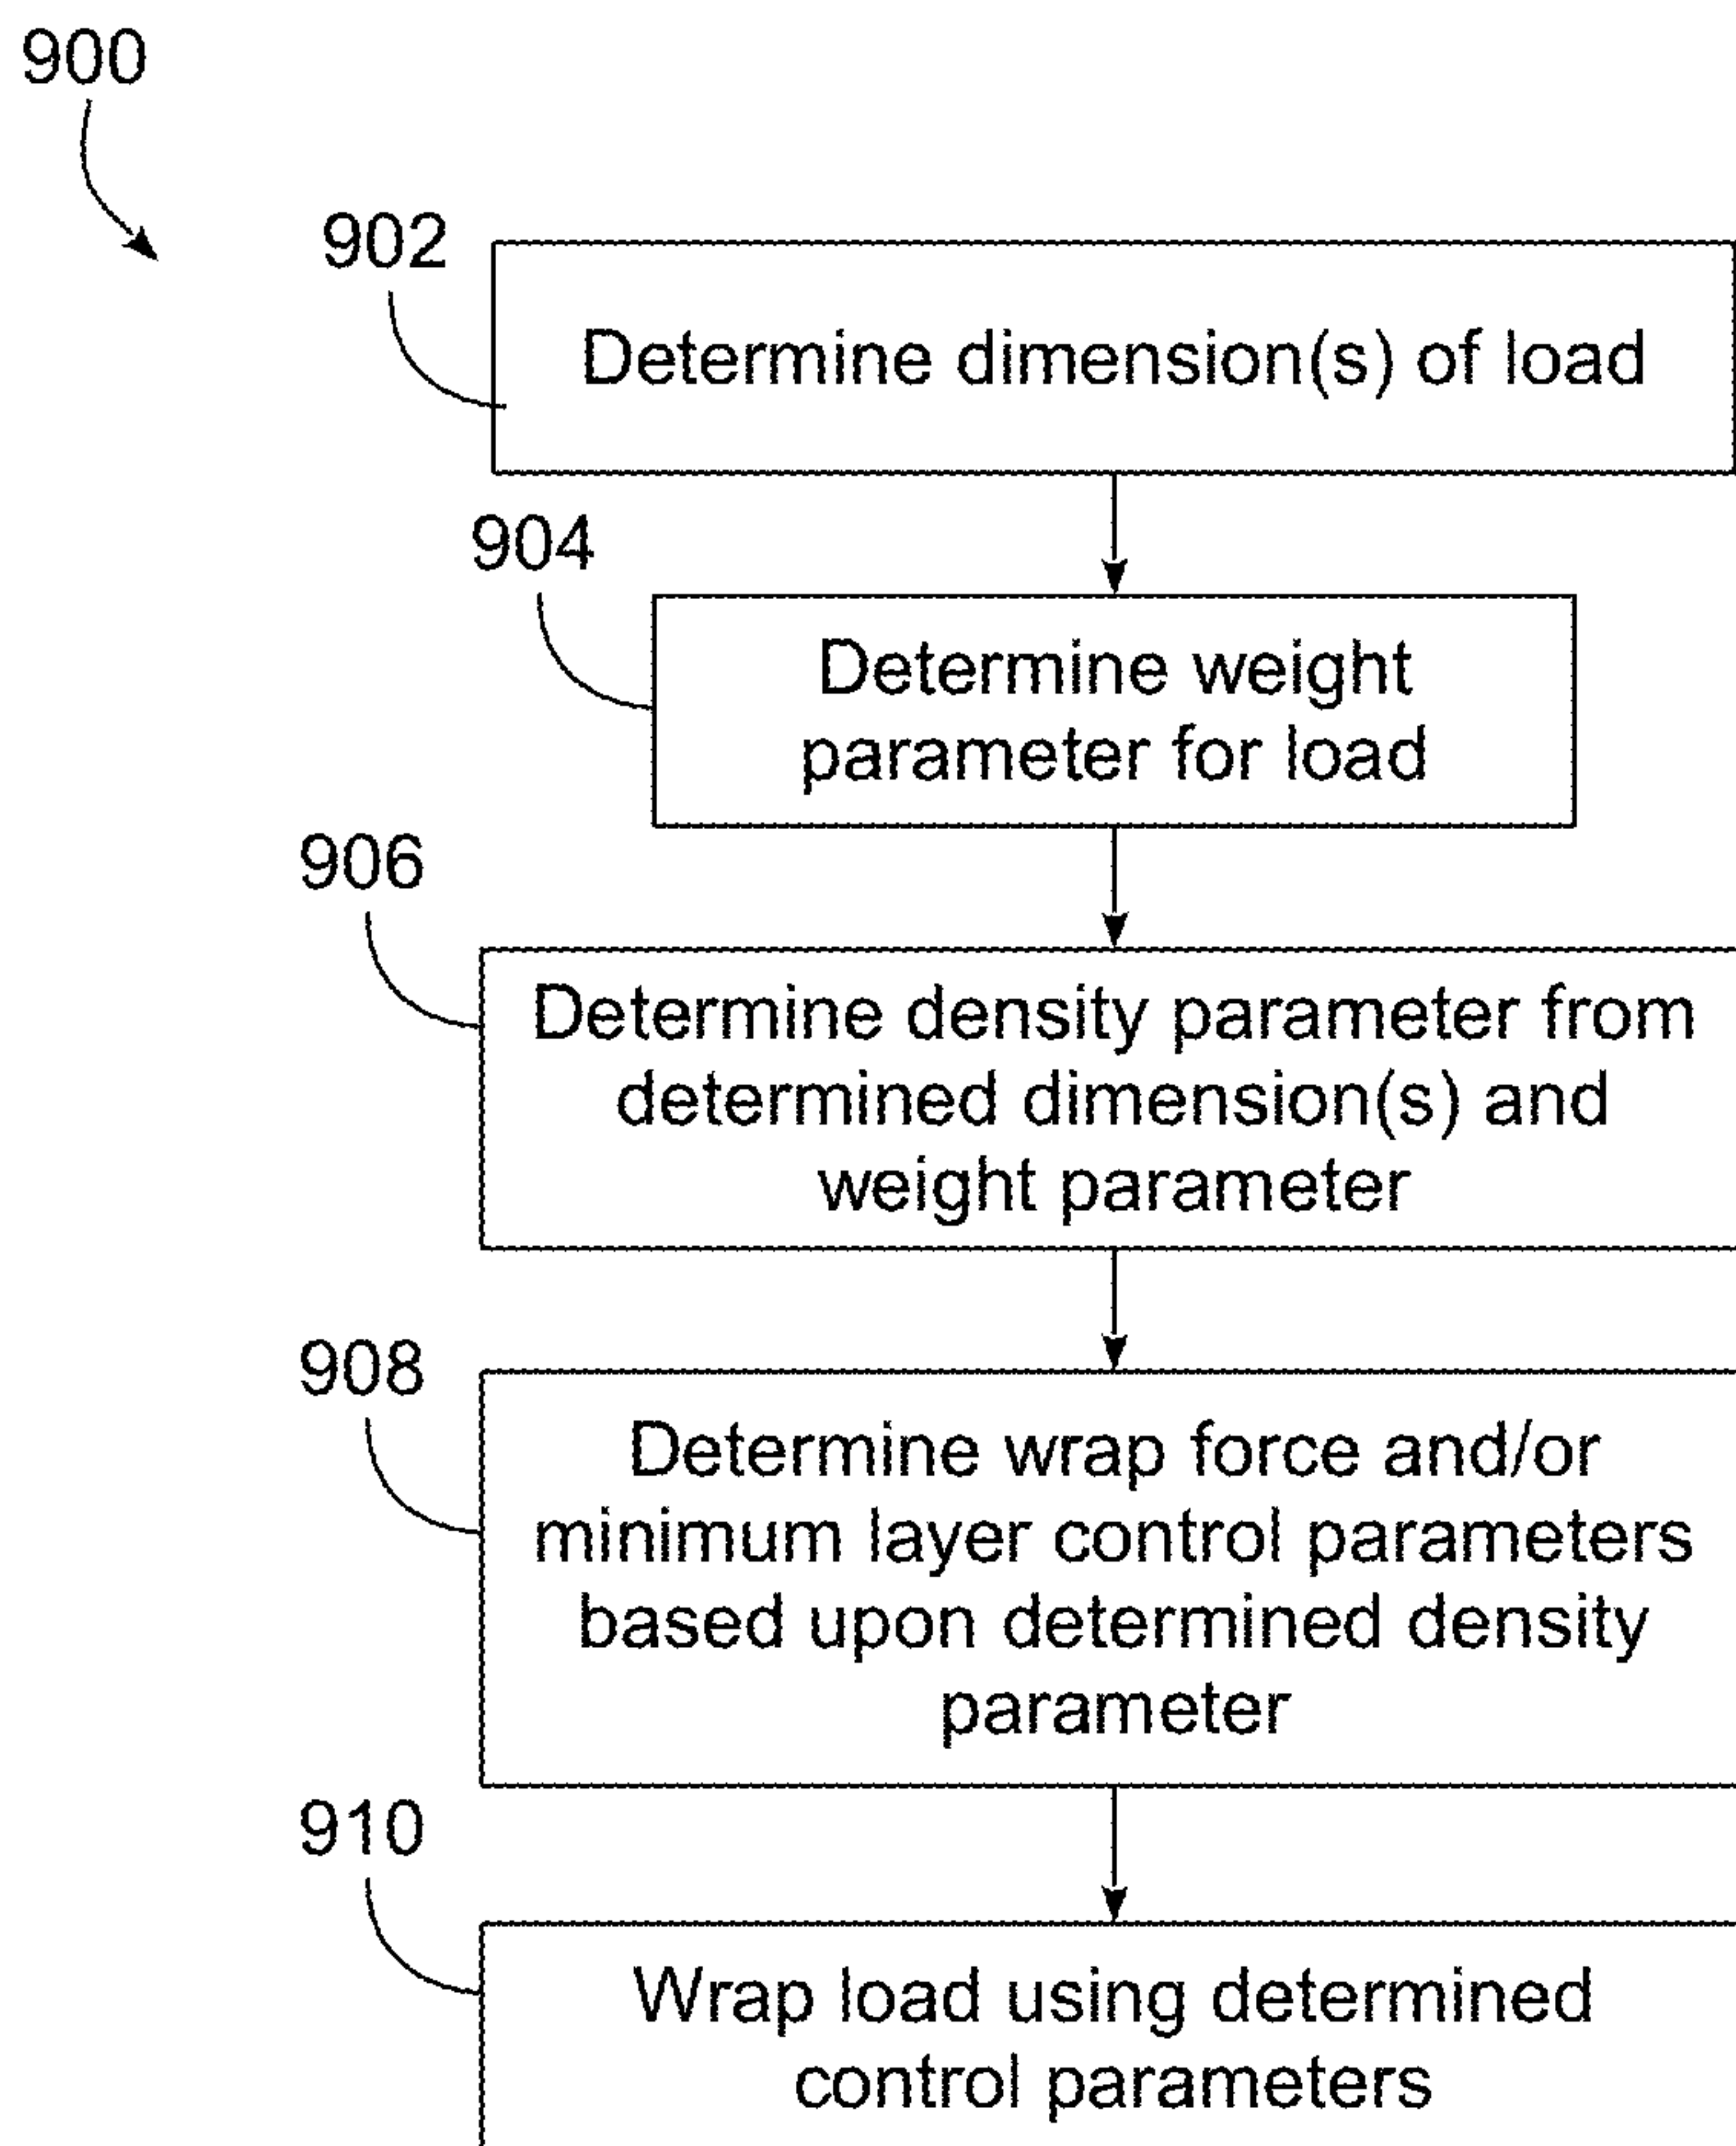 900
902
Determine dimension(s) of load
904
Determine weight
parameter for load
906
Determine density parameter from
determined dimension(s) and
weight parameter
908
Determine wrap force and/or
minimum layer control parameters
based upon determined density
parameter
910
Wrap load using determined
control parameters